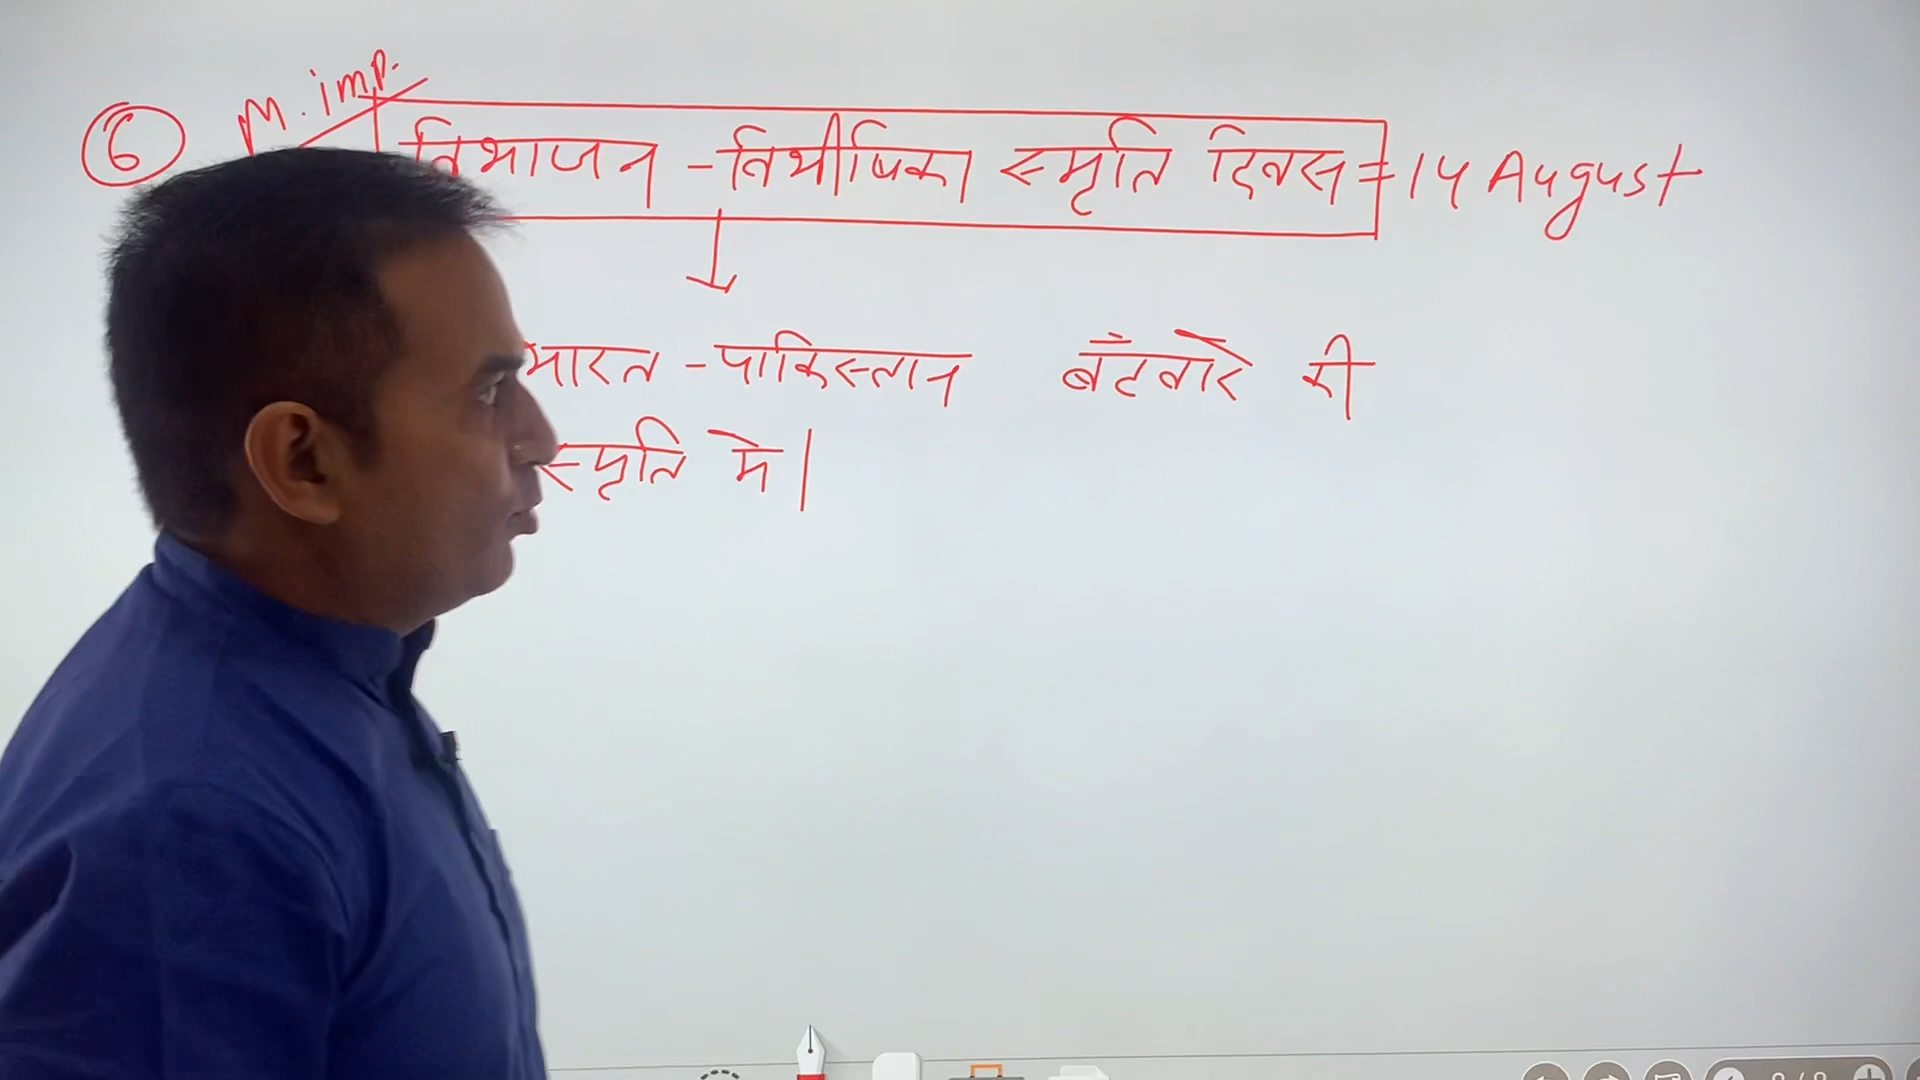 6 M. imp.
विभाजन - विभीषिका स्मृति दिवस = 14 August
भारत - पाकिस्तान बँटवारे की
स्मृति में।